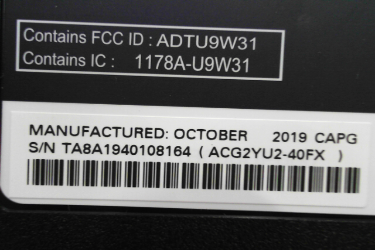 Contains FCC ID : ADTU9W31
Contains IC : 1178A-U9W31
MANUFACTURED: OCTOBER 2019 CAPG
S/N TA8A1940108164 ( ACG2YU2-40FX )